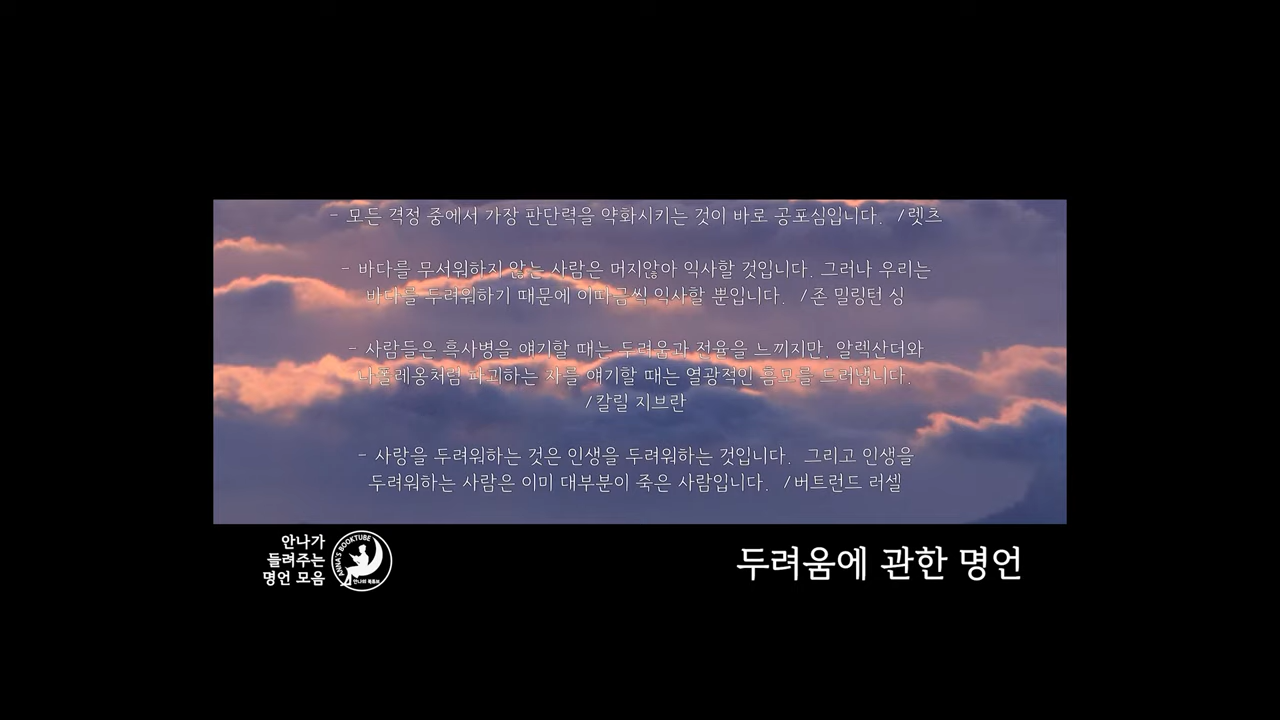 - 모든 격정 중에서 가장 판단력을 약화시키는 것이 바로 공포심입니다. /렛츠
- 바다를 무서워하지 않는 사람은 머지않아 익사할 것입니다. 그러나 우리는
바다를 두려워하기 때문에 이따금씩 익사할 뿐입니다. /존 밀링턴 싱
- 사람들은 흑사병을 얘기할 때는 두려움과 전율을 느끼지만, 알렉산더와
나폴레옹처럼 파괴하는 자를 얘기할 때는 열광적인 흠모를 드러냅니다.
/칼릴 지브란
- 사랑을 두려워하는 것은 인생을 두려워하는 것입니다. 그리고 인생을
두려워하는 사람은 이미 대부분이 죽은 사람입니다. /버트런드 러셀
안나가
들려주는
명언 모음
ANNA'S BOOKTUBE
안나의 북튜브
두려움에 관한 명언